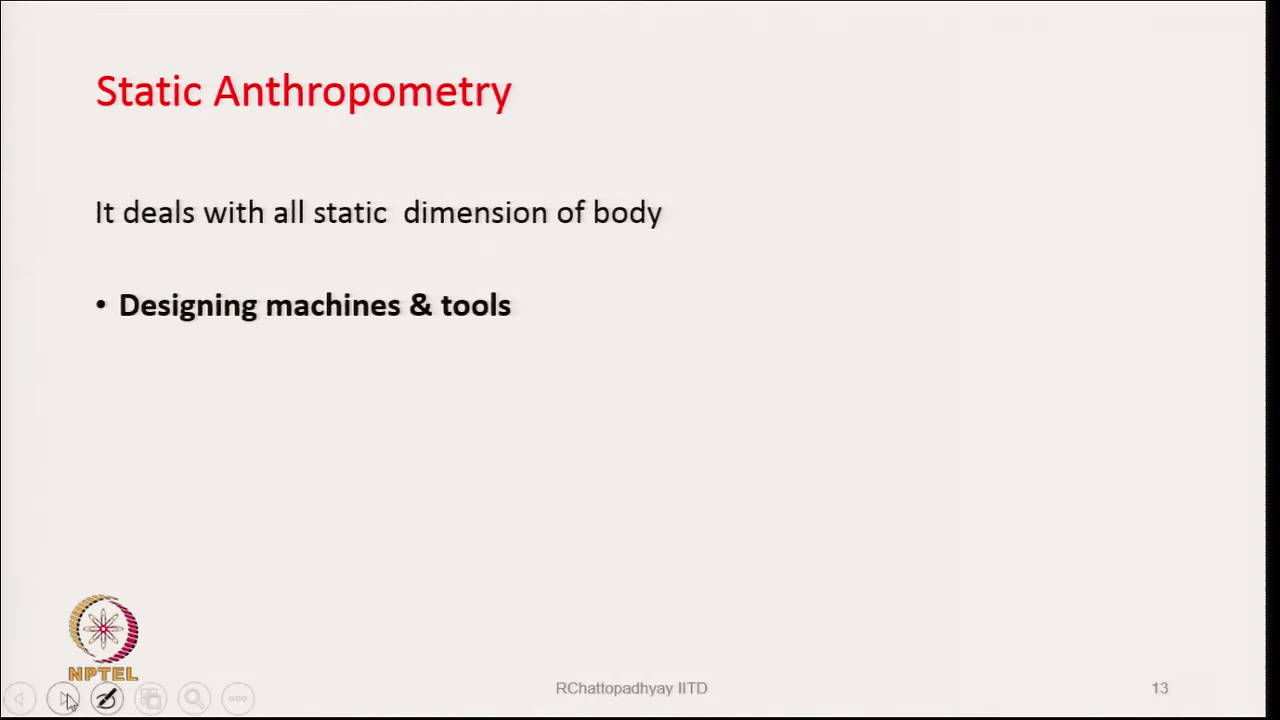 Static Anthropometry
It deals with all static dimension of body
• Designing machines & tools
NPTEL
RChattopadhyay IITD
13